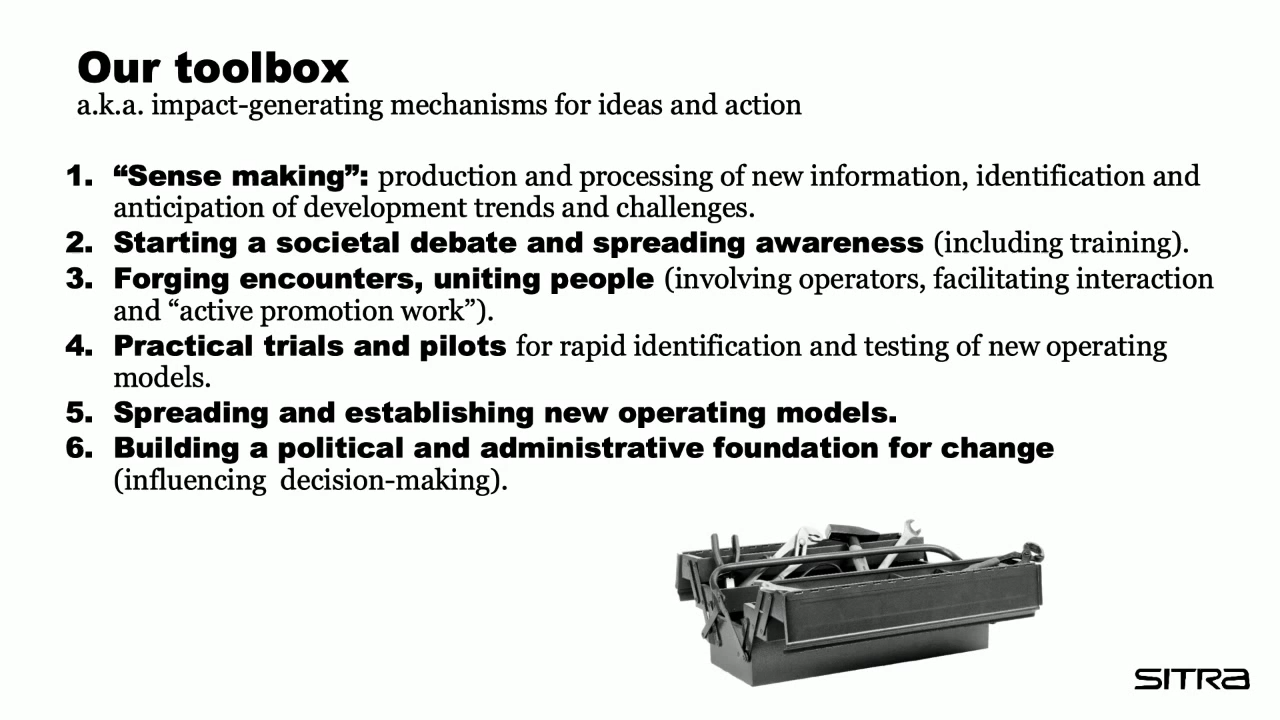 Our toolbox
a.k.a. impact-generating mechanisms for ideas and action
1. “Sense making”: production and processing of new information, identification and
anticipation of development trends and challenges.
2. Starting a societal debate and spreading awareness (including training).
3. Forging encounters, uniting people (involving operators, facilitating interaction
and “active promotion work”).
4. Practical trials and pilots for rapid identification and testing of new operating
models.
5. Spreading and establishing new operating models.
6. Building a political and administrative foundation for change
(influencing  decision-making).
SITRA